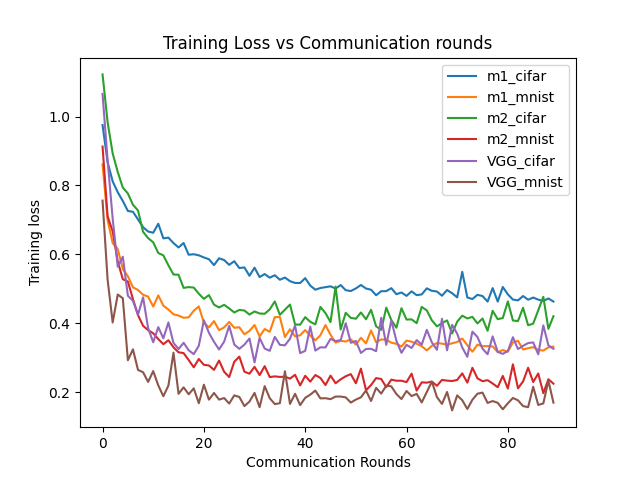 Training Loss vs Communication rounds
m1_cifar
m1_mnist
m2_cifar
m2_mnist
VGG_cifar
VGG_mnist
Training loss
1.0
0.8
0.6
0.4
0.2
0 20 40 60 80
Communication Rounds